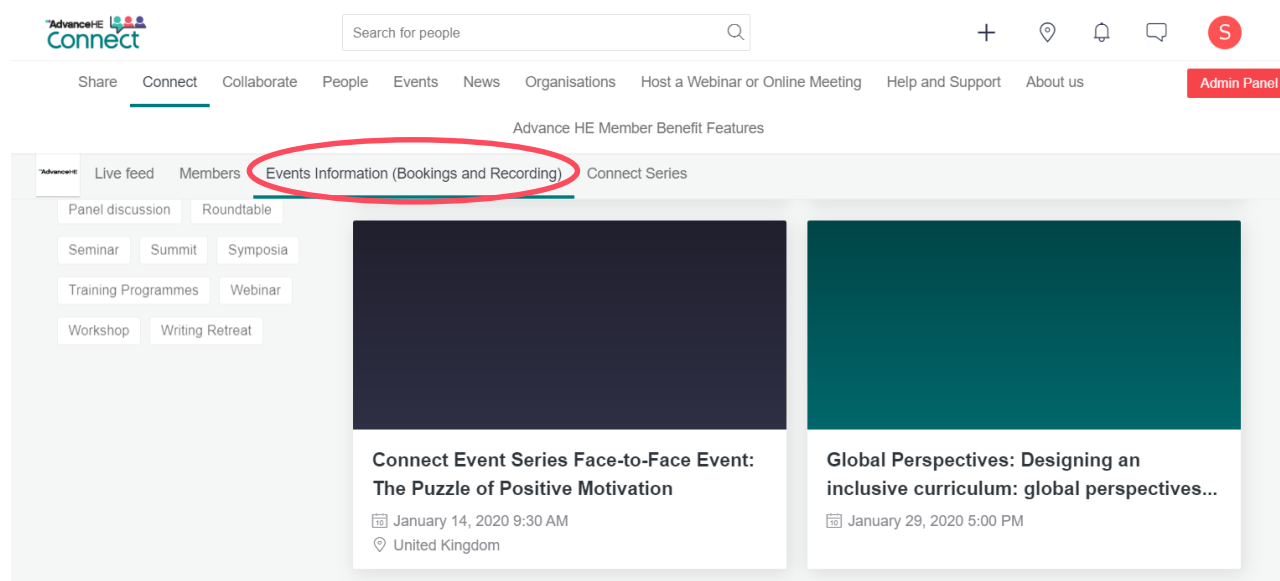 AdvanceHE
Connect
Search for people
S
Share Connect Collaborate People Events News Organisations Host a Webinar or Online Meeting Help and Support About us
Admin Panel
Advance HE Member Benefit Features
AdvanceHE
Live feed Members Events Information (Bookings and Recording) Connect Series
Panel discussion Roundtable
Seminar Summit Symposia
Training Programmes Webinar
Workshop Writing Retreat
Connect Event Series Face-to-Face Event:
The Puzzle of Positive Motivation
10 January 14, 2020 9:30 AM
United Kingdom
Global Perspectives: Designing an
inclusive curriculum: global perspectives...
10 January 29, 2020 5:00 PM